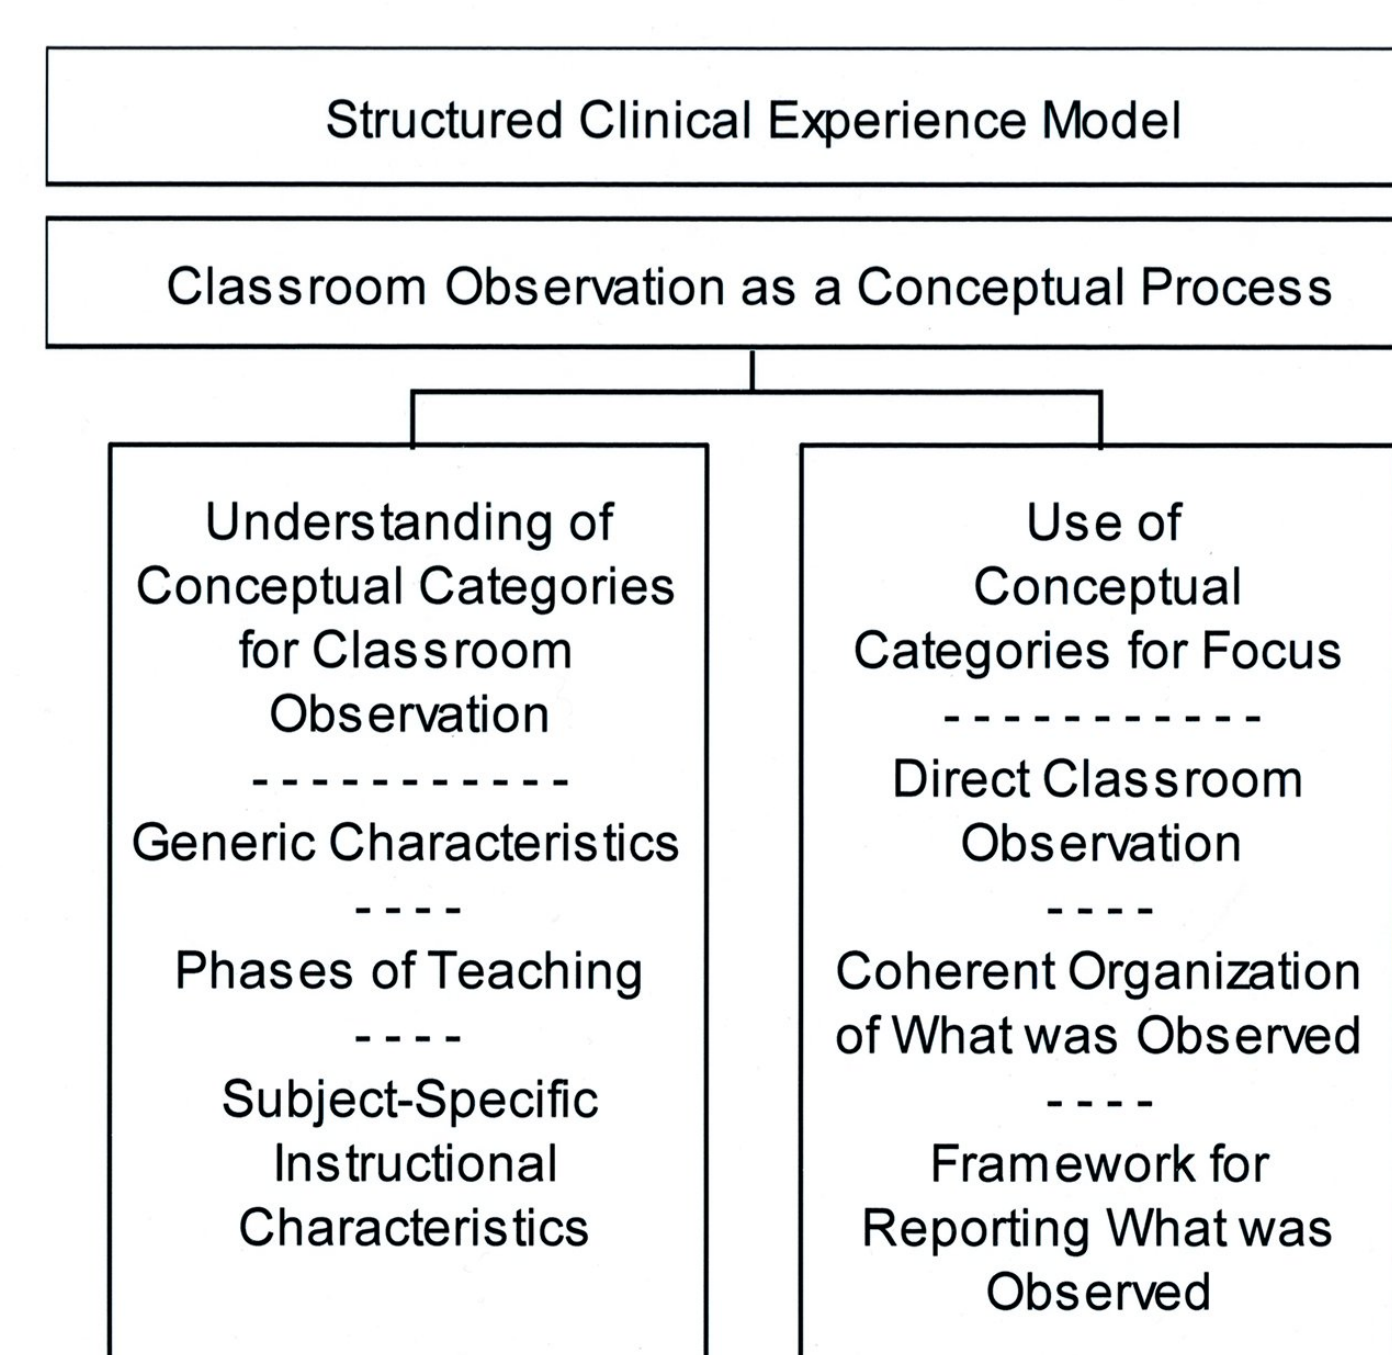 Structured Clinical Experience Model
Classroom Observation as a Conceptual Process
Understanding of
Conceptual Categories
for Classroom
Observation
- - - - - - - - - - -
Generic Characteristics
- - - -
Phases of Teaching
- - - -
Subject-Specific
Instructional
Characteristics
Use of
Conceptual
Categories for Focus
- - - - - - - - - - -
Direct Classroom
Observation
- - - -
Coherent Organization
of What was Observed
- - - -
Framework for
Reporting What was
Observed